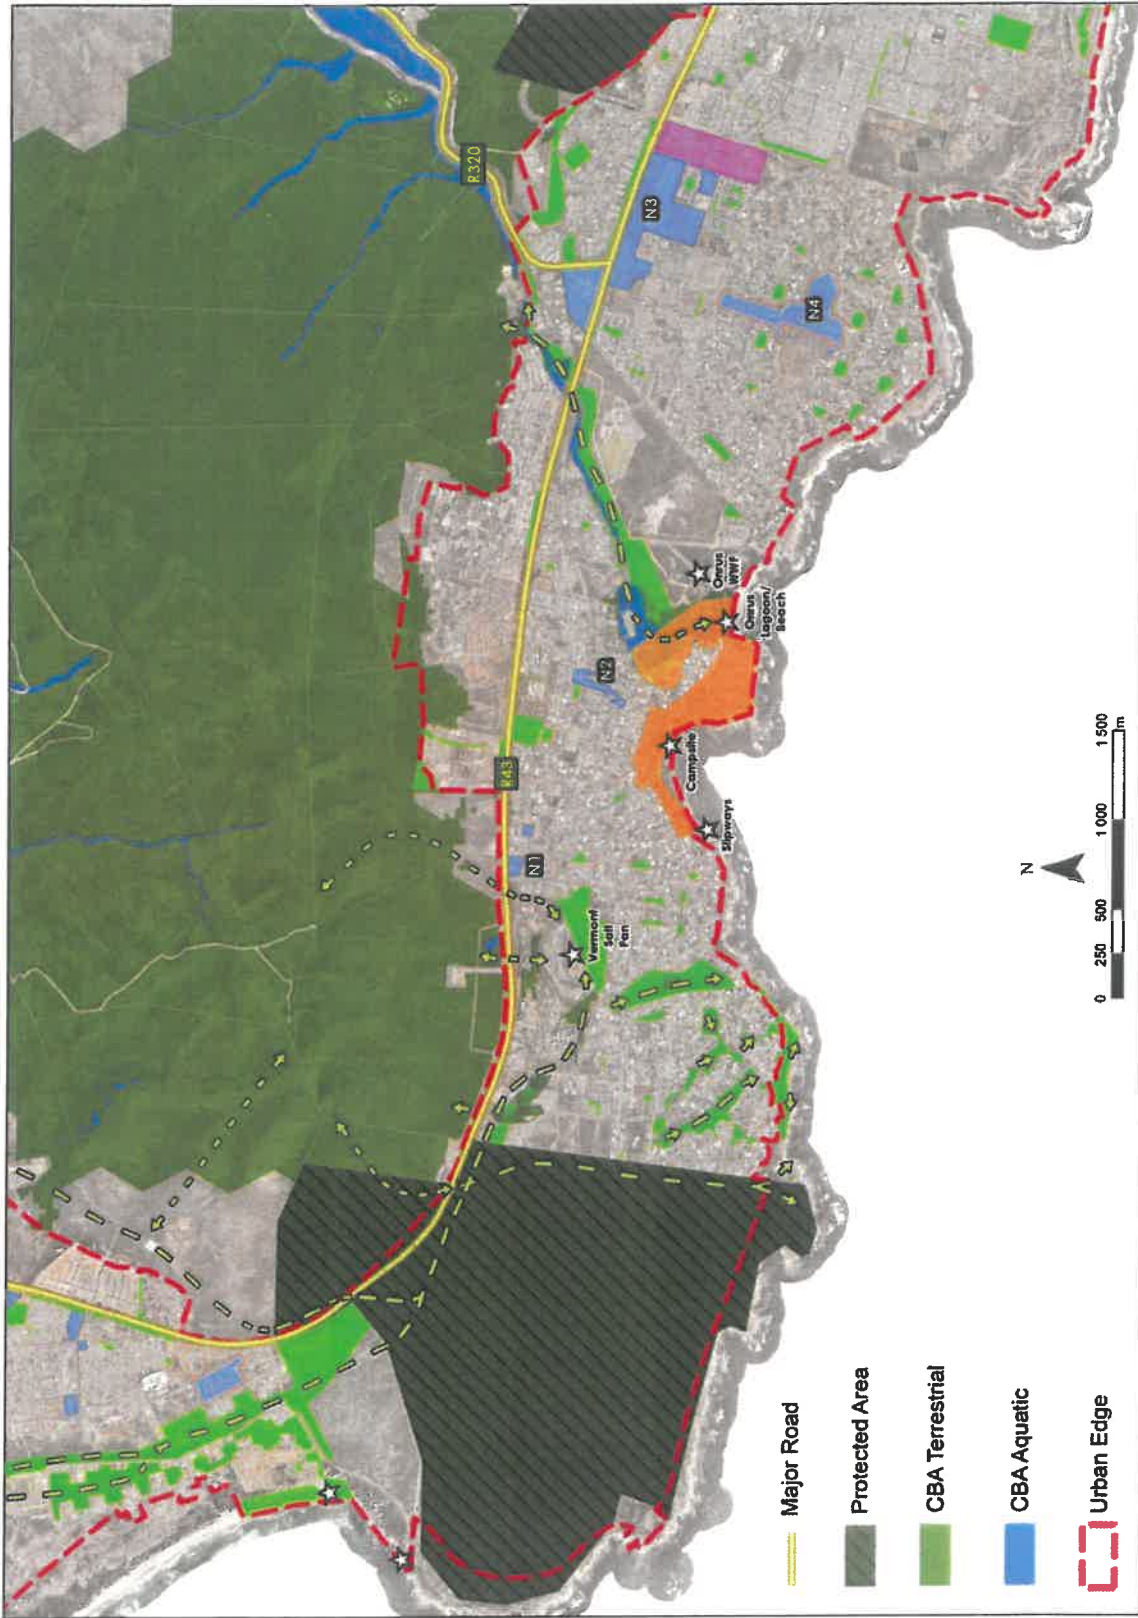 R320
N3
N4
Onrus
WWF
Onrus
Lagoon/
Beach
N2
R43
Campsite
Slipways
N1
Vermont
Salt
Pan
N
0 250 500 1 000 1 500
m
Major Road
Protected Area
CBA Terrestrial
CBA Aquatic
Urban Edge